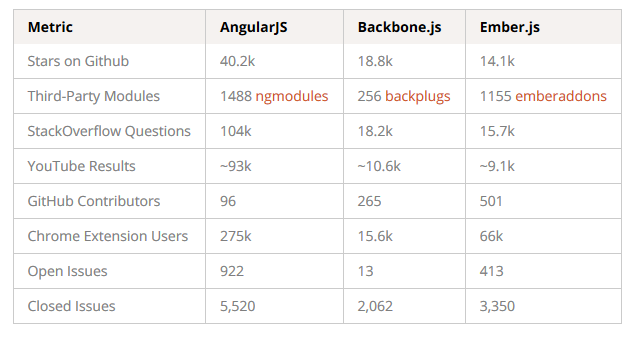 Metric AngularJS Backbone.js Ember.js
Stars on Github 40.2k 18.8k 14.1k
Third-Party Modules 1488 ngmodules 256 backplugs 1155 emberaddons
StackOverflow Questions 104k 18.2k 15.7k
YouTube Results ~93k ~10.6k ~9.1k
GitHub Contributors 96 265 501
Chrome Extension Users 275k 15.6k 66k
Open Issues 922 13 413
Closed Issues 5,520 2,062 3,350